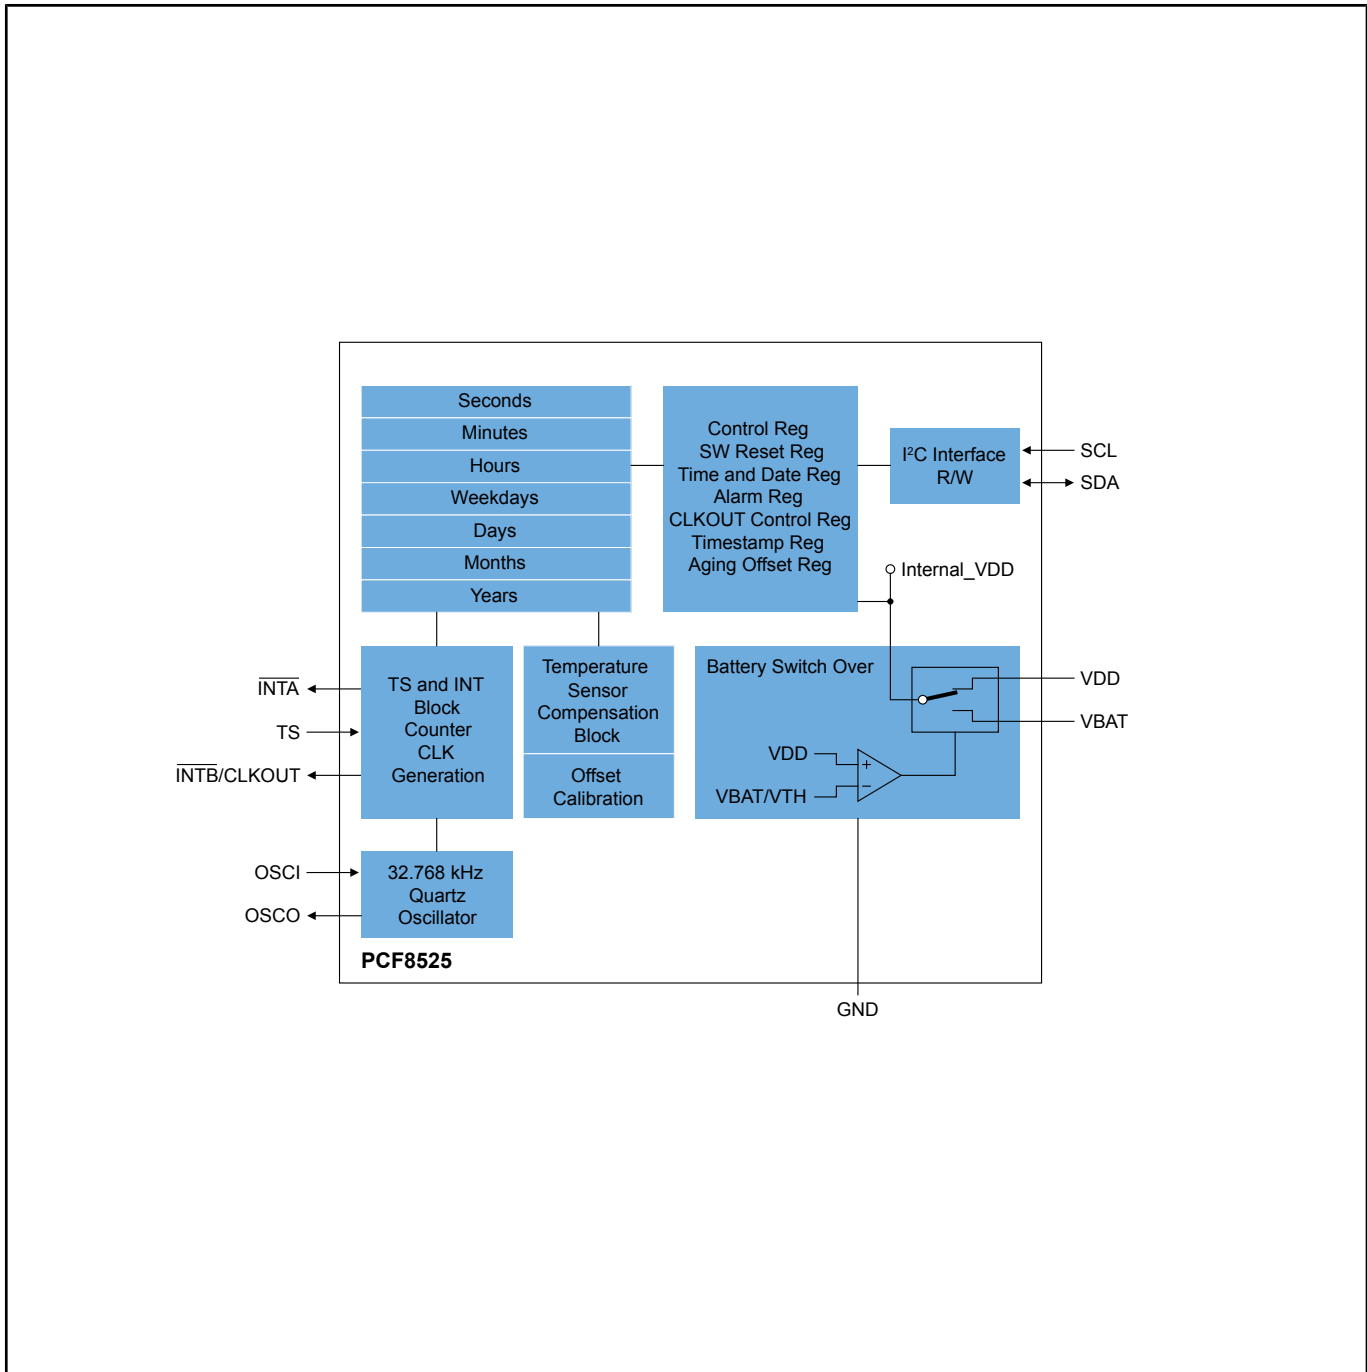 Seconds
Minutes
Hours
Weekdays
Days
Months
Years
Control Reg
SW Reset Reg
Time and Date Reg
Alarm Reg
CLKOUT Control Reg
Timestamp Reg
Aging Offset Reg
I²C Interface
R/W
SCL
SDA
Internal_VDD
INTA
TS
INTB/CLKOUT
TS and INT
Block
Counter
CLK
Generation
Temperature
Sensor
Compensation
Block
Offset
Calibration
Battery Switch Over
VDD
VBAT
VDD
+
VBAT/VTH
−
OSCI
OSCO
32.768 kHz
Quartz
Oscillator
PCF8525
GND